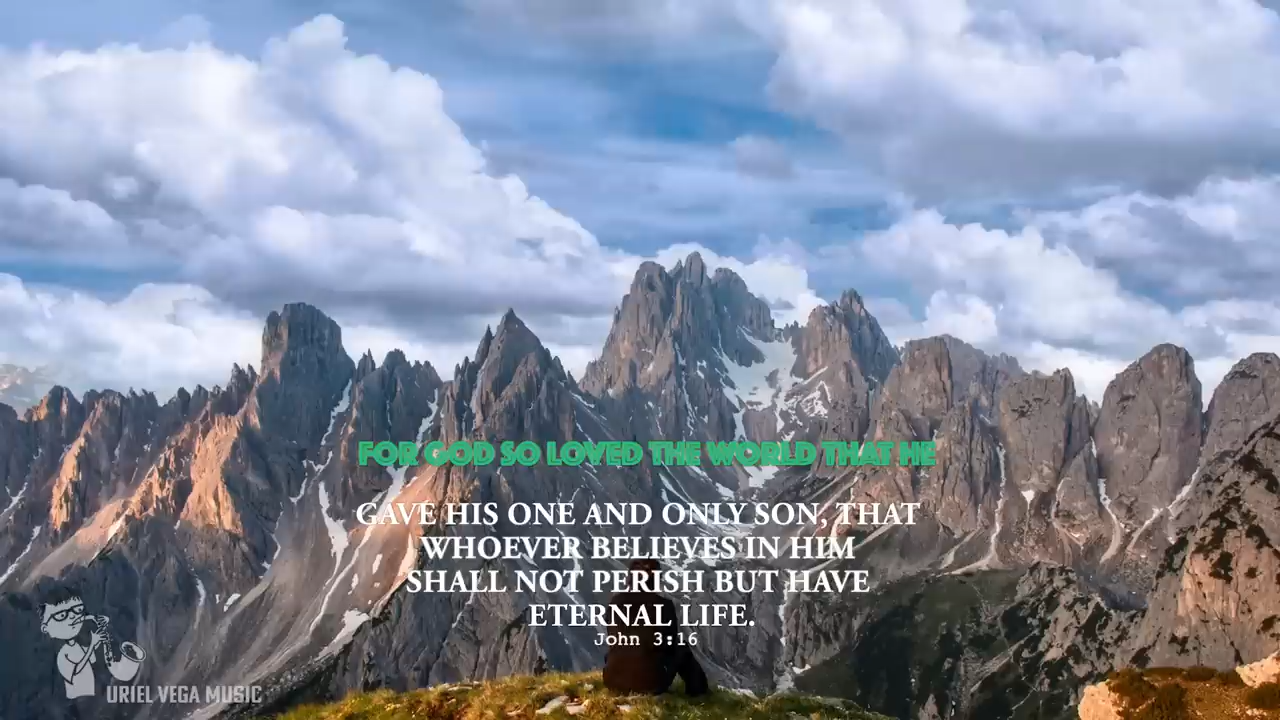 FOR GOD SO LOVED THE WORLD THAT HE
GAVE HIS ONE AND ONLY SON, THAT
WHOEVER BELIEVES IN HIM
SHALL NOT PERISH BUT HAVE
ETERNAL LIFE.
John 3:16
URIEL VEGA MUSIC